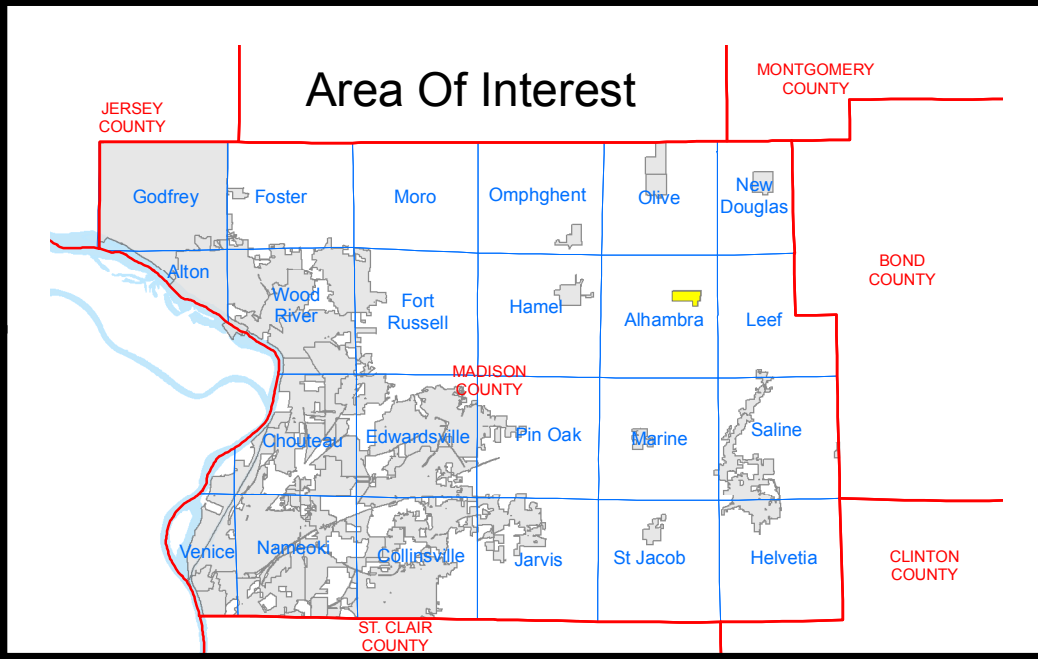 Area Of Interest
MONTGOMERY
COUNTY
JERSEY
COUNTY
Godfrey
Foster
Moro
Omphghent
Olive
New
Douglas
BOND
COUNTY
Alton
Wood
River
Fort
Russell
Hamel
Alhambra
Leef
MADISON
COUNTY
Chouteau
Edwardsville
Pin Oak
Marine
Saline
Venice
Nameoki
Collinsville
Jarvis
St Jacob
Helvetia
CLINTON
COUNTY
ST. CLAIR
COUNTY